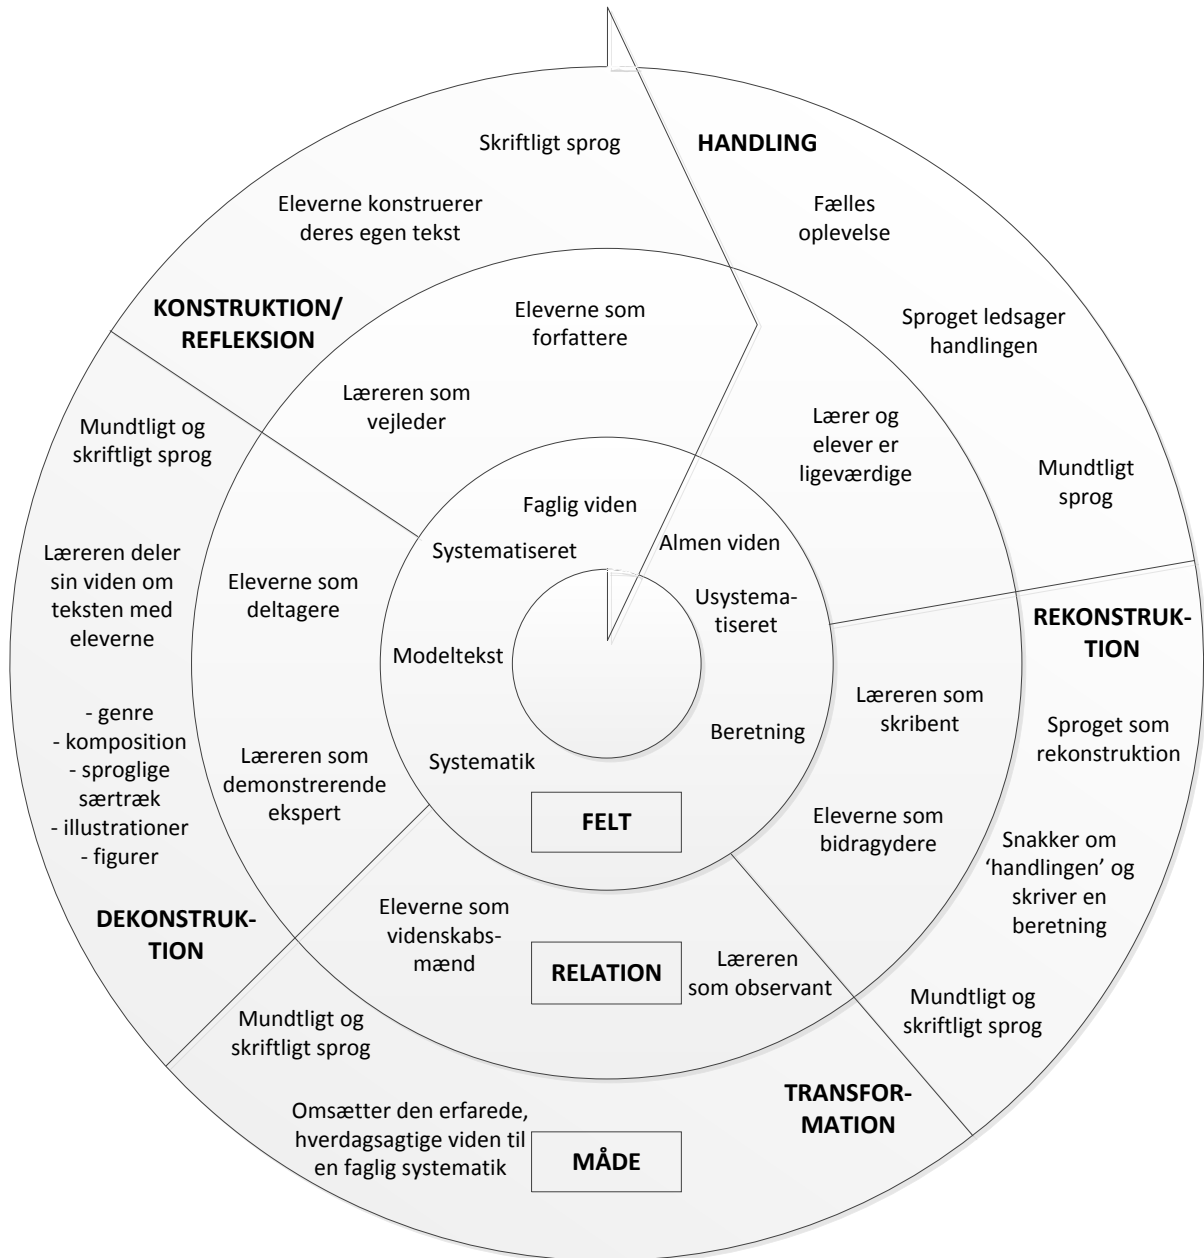 HANDLING
Fælles
oplevelse
Sproget ledsager
handlingen
Mundtligt
sprog
Lærer og
elever er
ligeværdige
Almen viden
Usystema-
tiseret
REKONSTRUK-
TION
Sproget som
rekonstruktion
Snakker om
‘handlingen’ og
skriver en
beretning
Mundtligt og
skriftligt sprog
Læreren som
skribent
Eleverne som
bidragydere
Beretning
TRANSFOR-
MATION
Læreren
som observant
Eleverne som
videnskabs-
mænd
Mundtligt og
skriftligt sprog
Omsætter den erfarede,
hverdagsagtige viden til
en faglig systematik
FELT
RELATION
MÅDE
Systematik
DEKONSTRUK-
TION
Mundtligt og
skriftligt sprog
Læreren deler
sin viden om
teksten med
eleverne
- genre
- komposition
- sproglige
særtræk
- illustrationer
- figurer
Eleverne som
deltagere
Læreren som
demonstrerende
ekspert
Modeltekst
KONSTRUKTION/
REFLEKSION
Skriftligt sprog
Eleverne konstruerer
deres egen tekst
Eleverne som
forfattere
Læreren som
vejleder
Faglig viden
Systematiseret